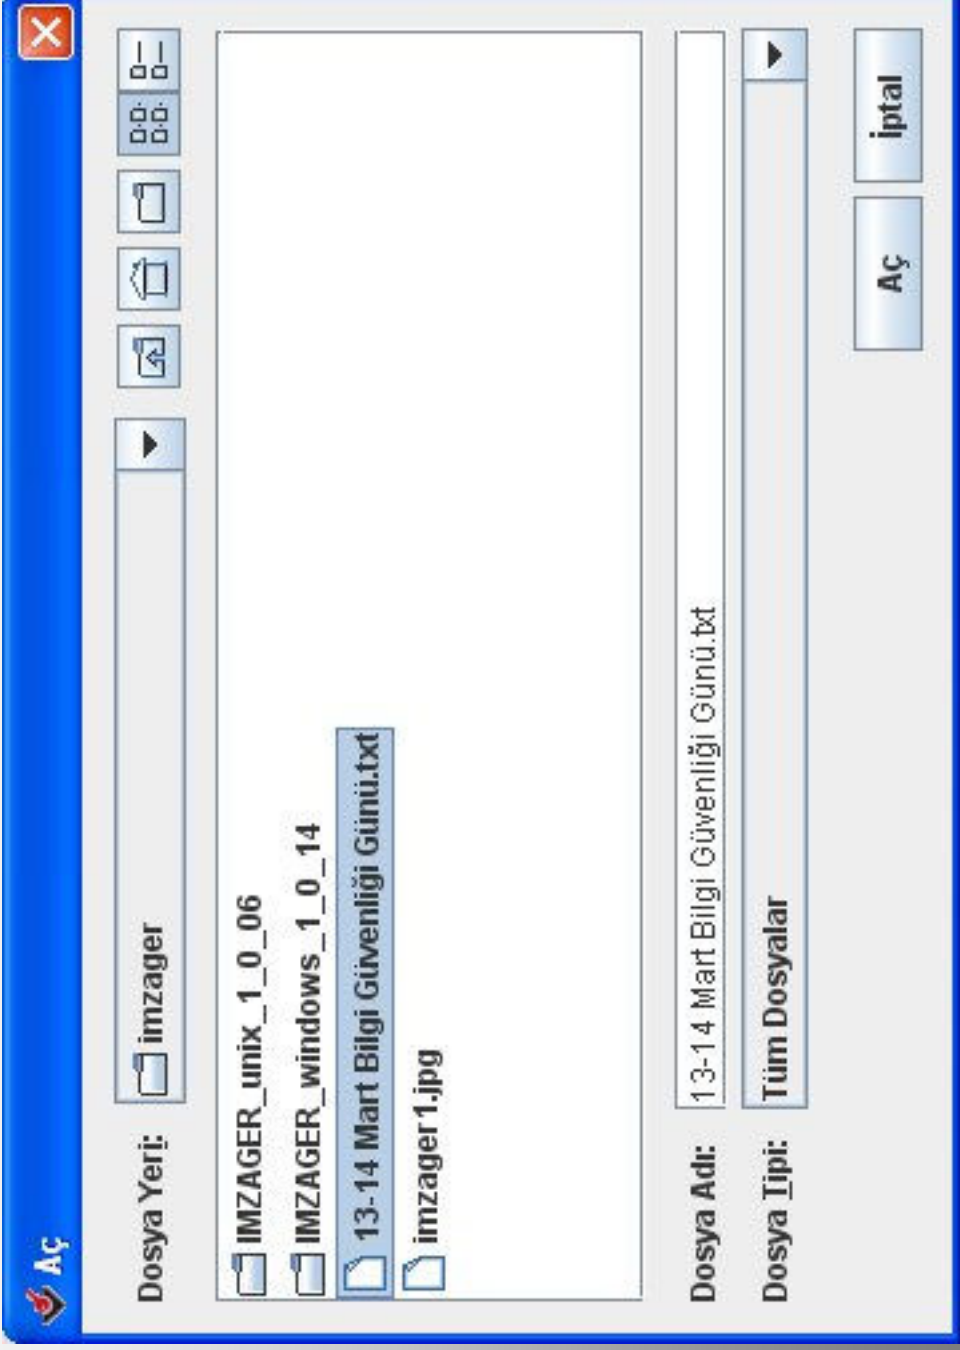 Aç
Dosya Yeri: imzager
IMZAGER_unix_1_0_06
IMZAGER_windows_1_0_14
13-14 Mart Bilgi Güvenliği Günü.txt
imzager1.jpg
Dosya Adı: 13-14 Mart Bilgi Güvenliği Günü.txt
Dosya Tipi: Tüm Dosyalar
Aç İptal